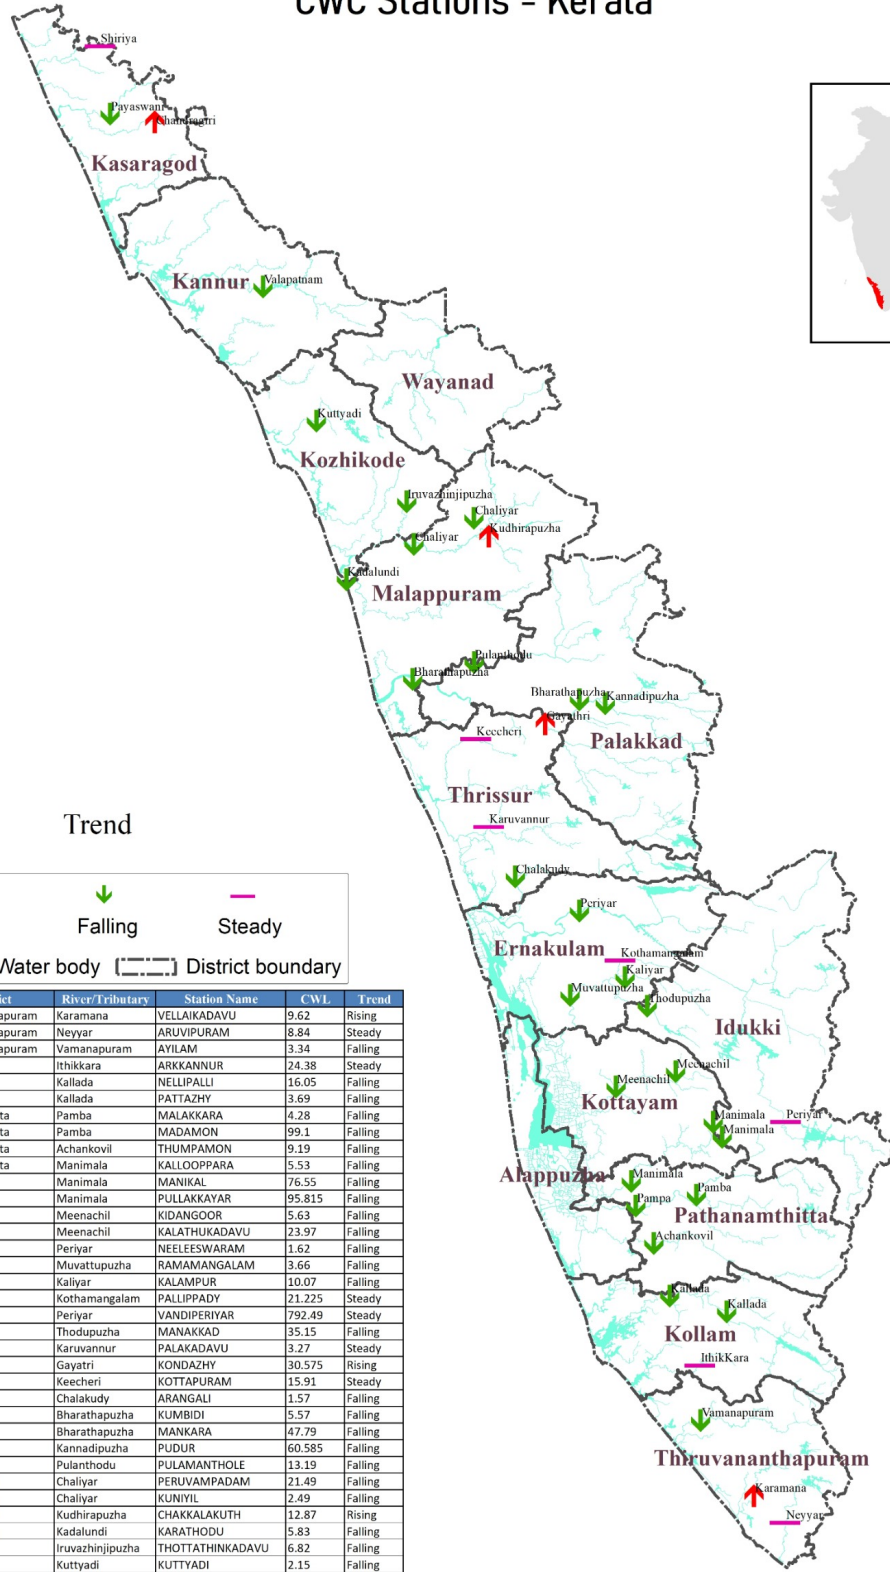 CWC Stations - Kerala
Shiriya
Payaswani
Chandragiri
Kasaragod
Kannur
Valapatnam
Wayanad
Kuttyadi
Kozhikode
Iruvazhinjipuzha
Chaliyar
Kudhirapuzha
Chaliyar
Kadalundi
Malappuram
Pulanthodu
Bharathapuzha
Bharathapuzha
Kannadipuzha
Gayathri
Keecheri
Palakkad
Thrissur
Karuvannur
Chalakudy
Periyar
Ernakulam
Kothamangalam
Kaliyar
Muvattupuzha
Thodupuzha
Idukki
Meenachil
Meenachil
Kottayam
Manimala
Periyar
Manimala
Alappuzha
Manimala
Pamba
Pampa
Pathanamthitta
Achankovil
Kallada
Kallada
Kollam
IthikKara
Vamanapuram
Thiruvananthapuram
Karamana
Neyyar
Trend
Falling Steady
Water body District boundary
ict River/Tributary Station Name CWL Trend
apuram Karamana VELLAIKADAVU 9.62 Rising
apuram Neyyar ARUVIPURAM 8.84 Steady
apuram Vamanapuram AYILAM 3.34 Falling
Ithikkara ARKKANNUR 24.38 Steady
Kallada NELLIPALLI 16.05 Falling
Kallada PATTAZHY 3.69 Falling
ta Pamba MALAKKARA 4.28 Falling
ta Pamba MADAMON 99.1 Falling
ta Achankovil THUMPAMON 9.19 Falling
ta Manimala KALLOOPPARA 5.53 Falling
Manimala MANIKAL 76.55 Falling
Manimala PULLAKKAYAR 95.815 Falling
Meenachil KIDANGOOR 5.63 Falling
Meenachil KALATHUKADAVU 23.97 Falling
Periyar NEELEESWARAM 1.62 Falling
Muvattupuzha RAMAMANGALAM 3.66 Falling
Kaliyar KALAMPUR 10.07 Falling
Kothamangalam PALLIPPADY 21.225 Steady
Periyar VANDIPERIYAR 792.49 Steady
Thodupuzha MANAKKAD 35.15 Falling
Karuvannur PALAKADAVU 3.27 Steady
Gayatri KONDAZHY 30.575 Rising
Keecheri KOTTAPURAM 15.91 Steady
Chalakudy ARANGALI 1.57 Falling
Bharathapuzha KUMBIDI 5.57 Falling
Bharathapuzha MANKARA 47.79 Falling
Kannadipuzha PUDUR 60.585 Falling
Pulanthodu PULAMANTHOLE 13.19 Falling
Chaliyar PERUVAMPADAM 21.49 Falling
Chaliyar KUNIYIL 2.49 Falling
Kudhirapuzha CHAKKALAKUTH 12.87 Rising
Kadalundi KARATHODU 5.83 Falling
Iruvazhinjipuzha THOTTATHINKADAVU 6.82 Falling
Kuttyadi KUTTYADI 2.15 Falling